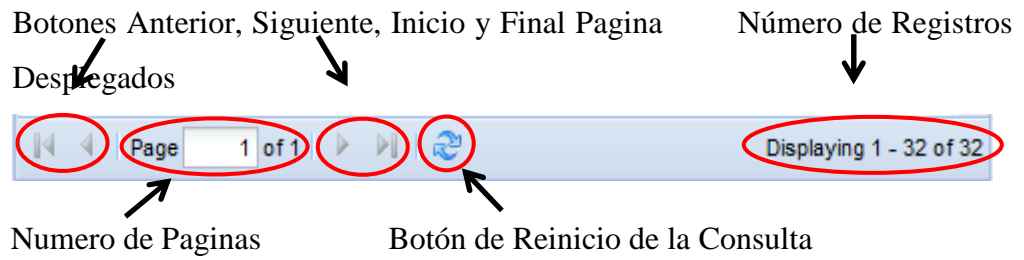 Botones Anterior, Siguiente, Inicio y Final Pagina Número de Registros
Desplegados
Page 1 of 1 Displaying 1 - 32 of 32
Numero de Paginas Botón de Reinicio de la Consulta